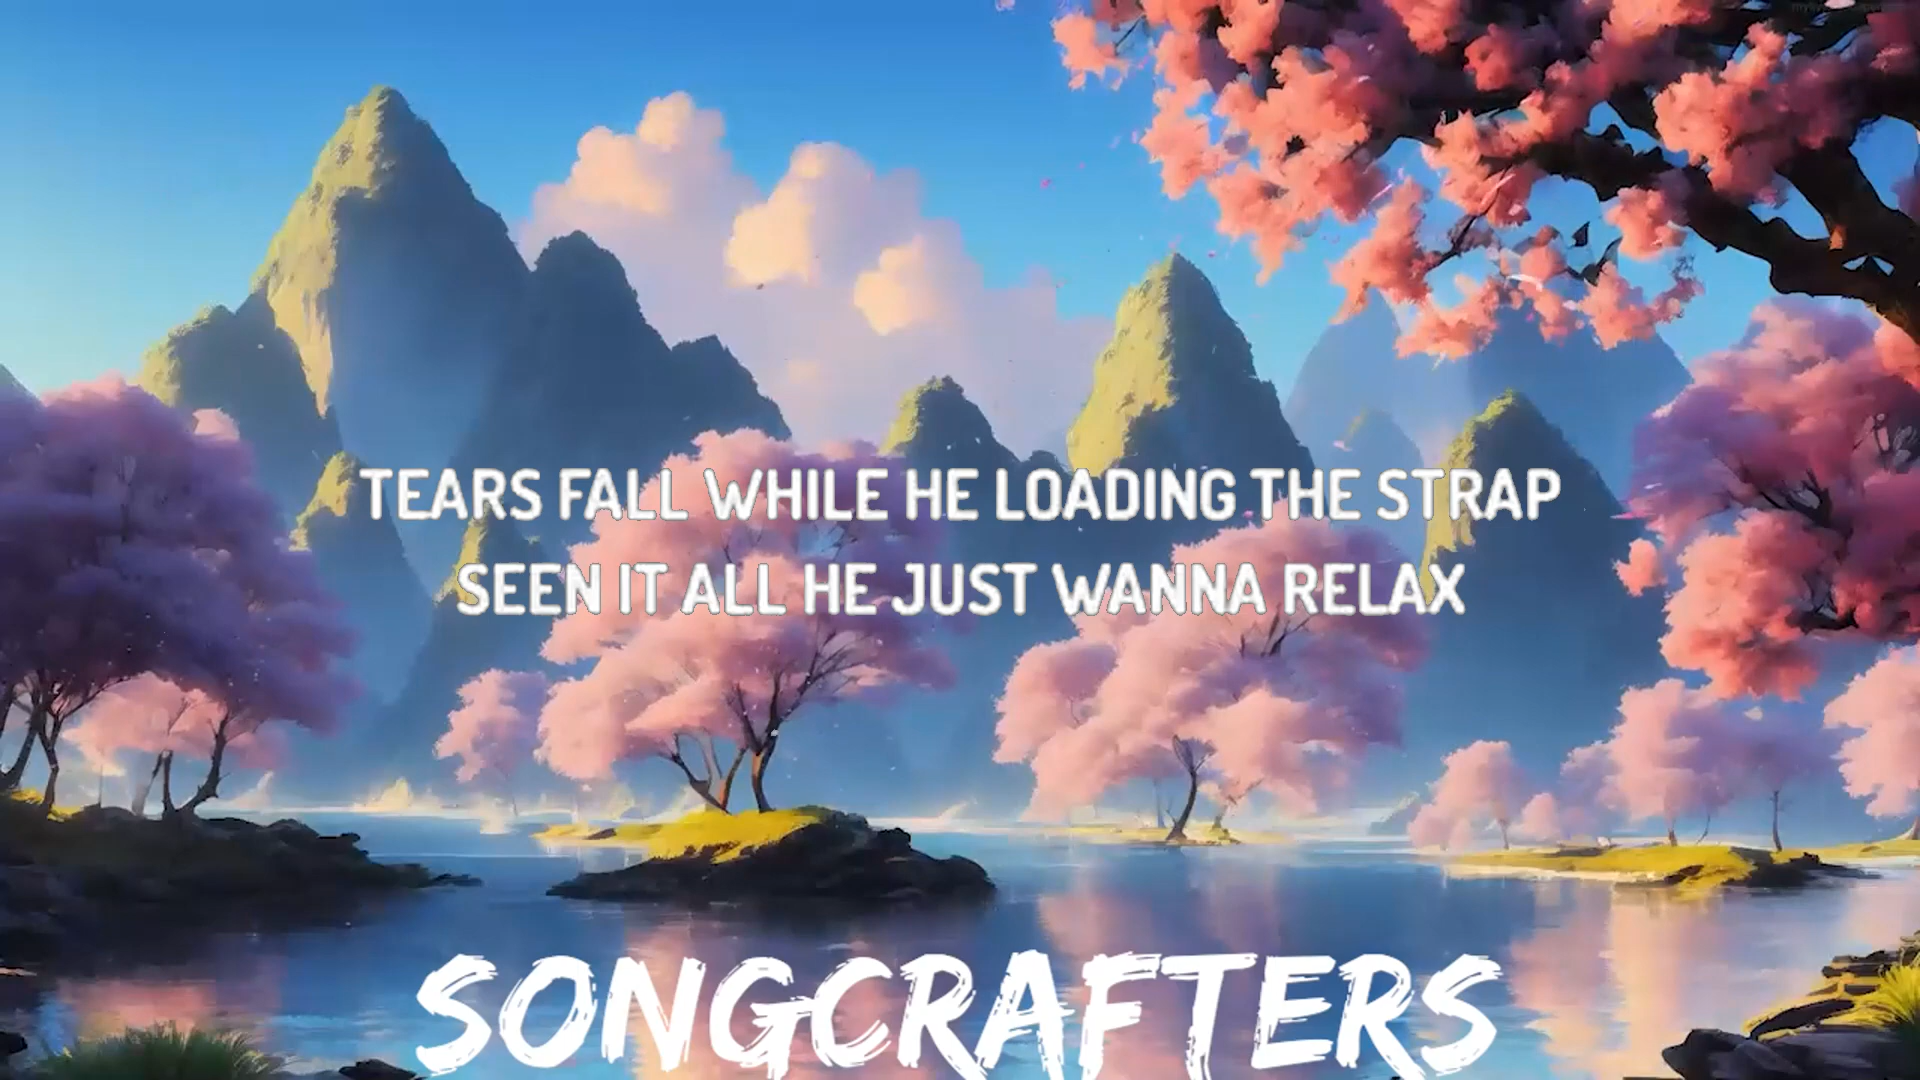 TEARS FALL WHILE HE LOADING THE STRAP
SEEN IT ALL HE JUST WANNA RELAX
SONGCRAFTERS